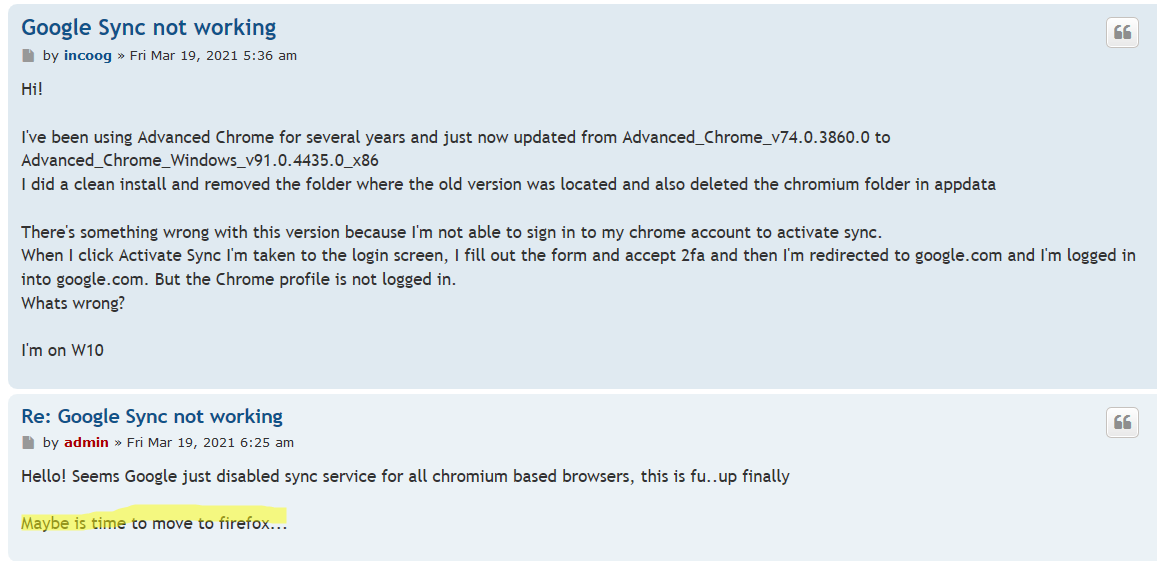 Google Sync not working
by incoog » Fri Mar 19, 2021 5:36 am
Hi!
I've been using Advanced Chrome for several years and just now updated from Advanced_Chrome_v74.0.3860.0 to
Advanced_Chrome_Windows_v91.0.4435.0_x86
I did a clean install and removed the folder where the old version was located and also deleted the chromium folder in appdata
There's something wrong with this version because I'm not able to sign in to my chrome account to activate sync.
When I click Activate Sync I'm taken to the login screen, I fill out the form and accept 2fa and then I'm redirected to google.com and I'm logged in
into google.com. But the Chrome profile is not logged in.
Whats wrong?
I'm on W10
Re: Google Sync not working
by admin » Fri Mar 19, 2021 6:25 am
Hello! Seems Google just disabled sync service for all chromium based browsers, this is fu..up finally
Maybe is time to move to firefox...